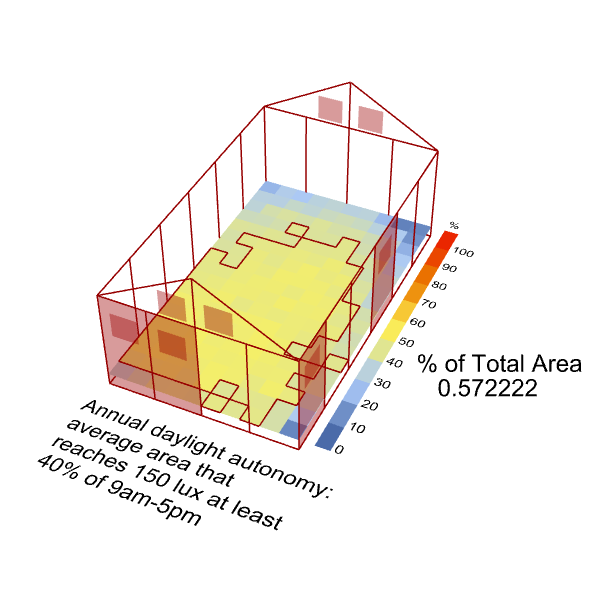 %
100
90
80
70
60
50
40
30
20
10
0
% of Total Area
0.572222
Annual daylight autonomy:
average area that
reaches 150 lux at least
40% of 9am-5pm